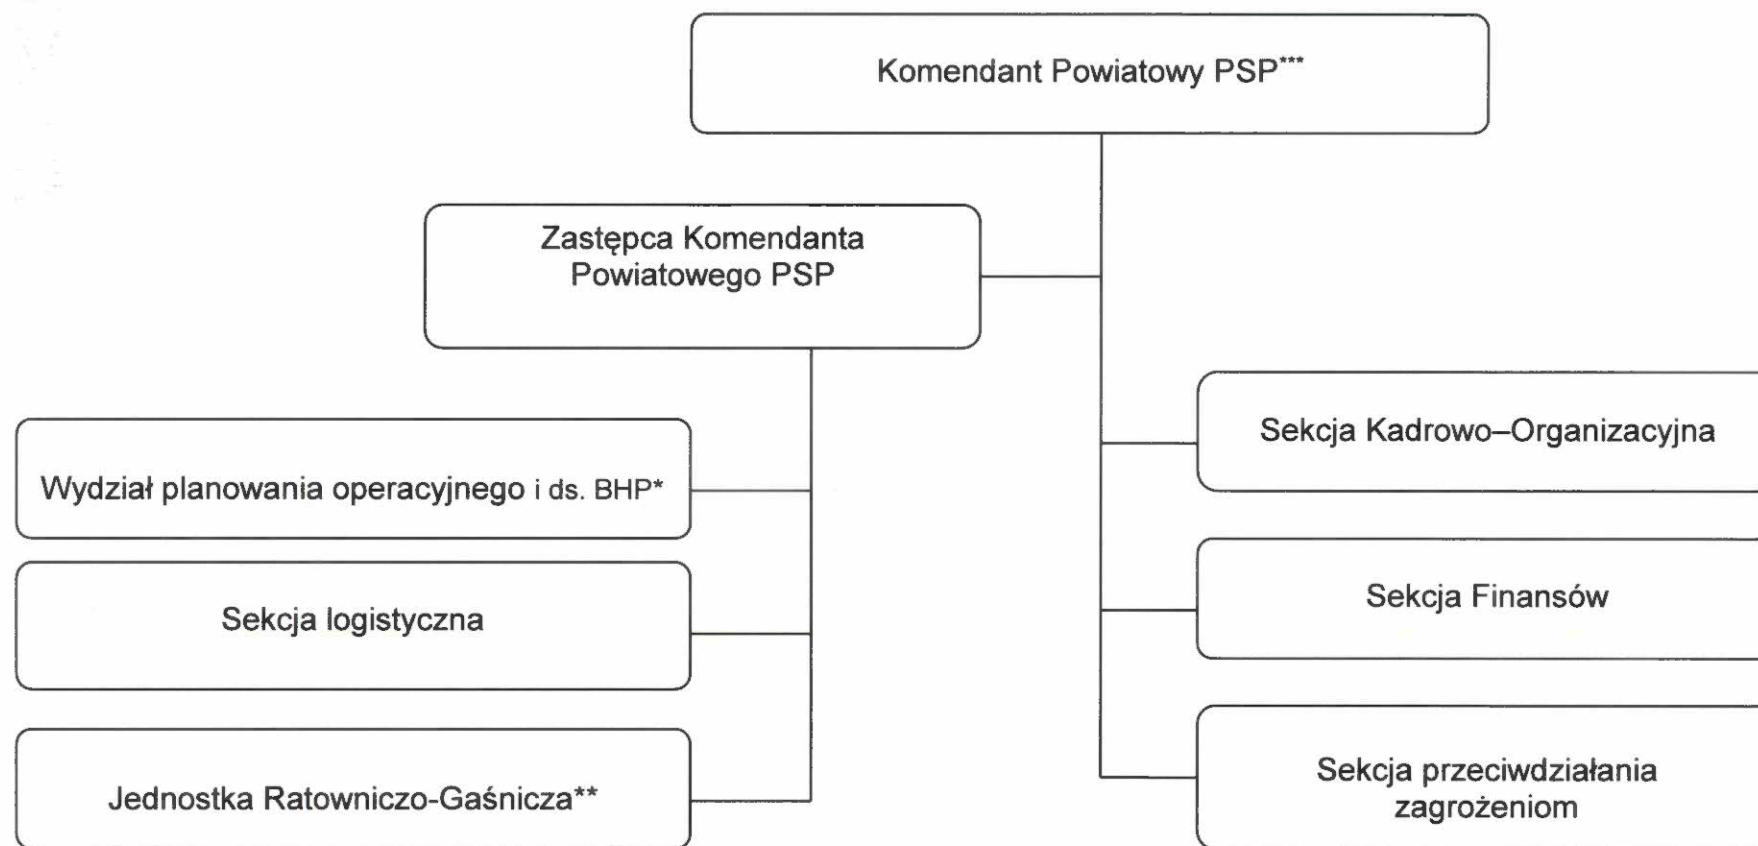 Komendant Powiatowy PSP***
Zastępca Komendanta
Powiatowego PSP
Wydział planowania operacyjnego i ds. BHP*
Sekcja logistyczna
Jednostka Ratowniczo-Gaśnicza**
Sekcja Kadrowo–Organizacyjna
Sekcja Finansów
Sekcja przeciwdziałania
zagrożeniom